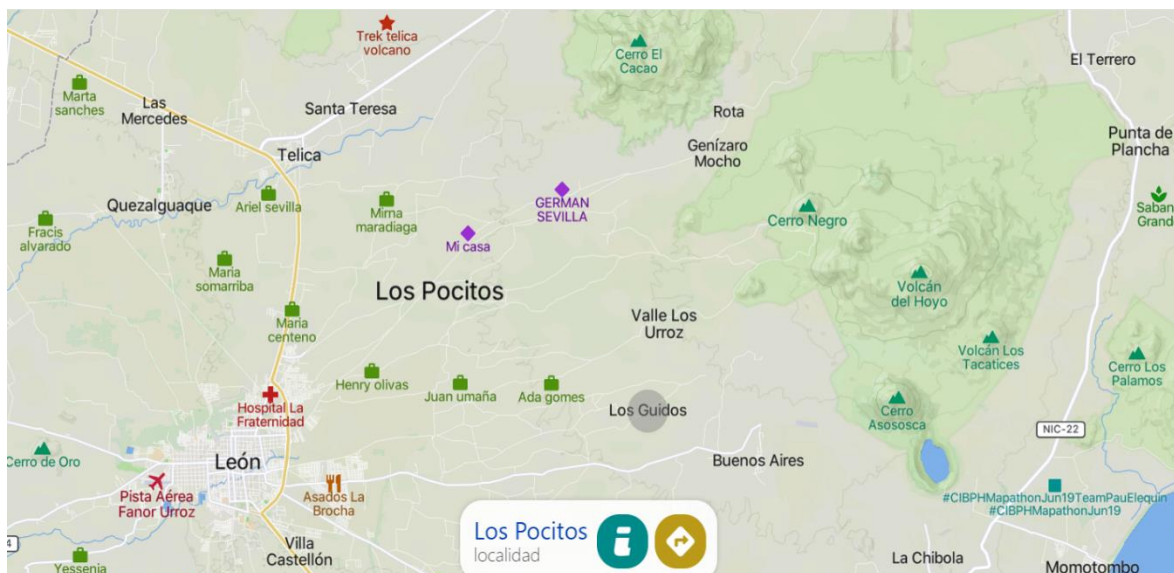 Trek telica
volcano
Cerro El
Cacao
El Terrero
Marta
sanches
Las
Mercedes
Santa Teresa
Rota
Genízaro
Mocho
Punta de
Plancha
Telica
Quezalguaque
Ariel sevilla
Mirna
maradiaga
GERMAN
SEVILLA
Cerro Negro
Saban
Grand
Fracis
alvarado
Mi casa
Maria
somarriba
Los Pocitos
Volcán
del Hoyo
Maria
centeno
Valle Los
Urroz
Volcán Los
Tacatices
Cerro Los
Palamos
Henry olivas
Juan umaña
Ada gomes
Los Guidos
Hospital La
Fraternidad
Cerro
Asososca
NIC-22
Cerro de Oro
León
Buenos Aires
Pista Aérea
Fanor Urroz
Asados La
Brocha
#CIBPHMapathonJun19TeamPauElequin
#CIBPHMapathonJun19
Los Pocitos
localidad
4
Villa
Castellón
La Chibola
Yessenia
Momotombo